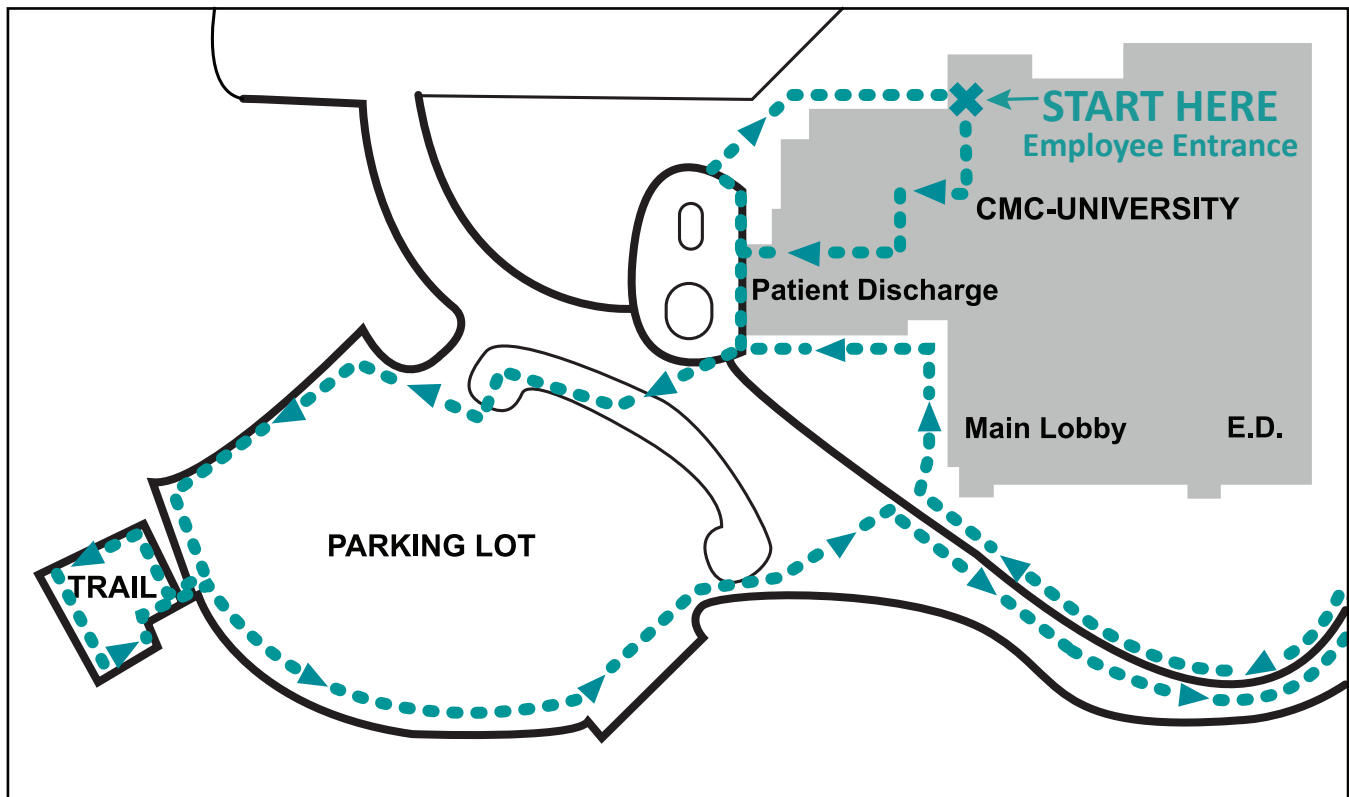 START HERE
Employee Entrance
CMC-UNIVERSITY
Patient Discharge
Main Lobby
E.D.
PARKING LOT
TRAIL